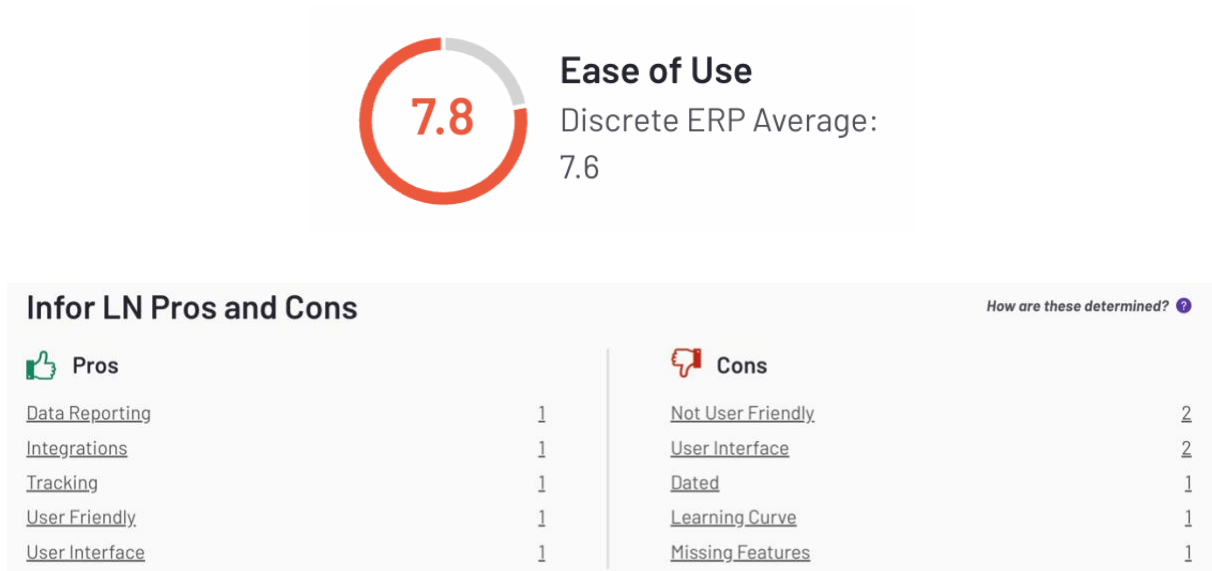 7.8
Ease of Use
Discrete ERP Average:
7.6
Infor LN Pros and Cons
How are these determined? ?
Pros
Data Reporting 1
Integrations 1
Tracking 1
User Friendly 1
User Interface 1
Cons
Not User Friendly 2
User Interface 2
Dated 1
Learning Curve 1
Missing Features 1